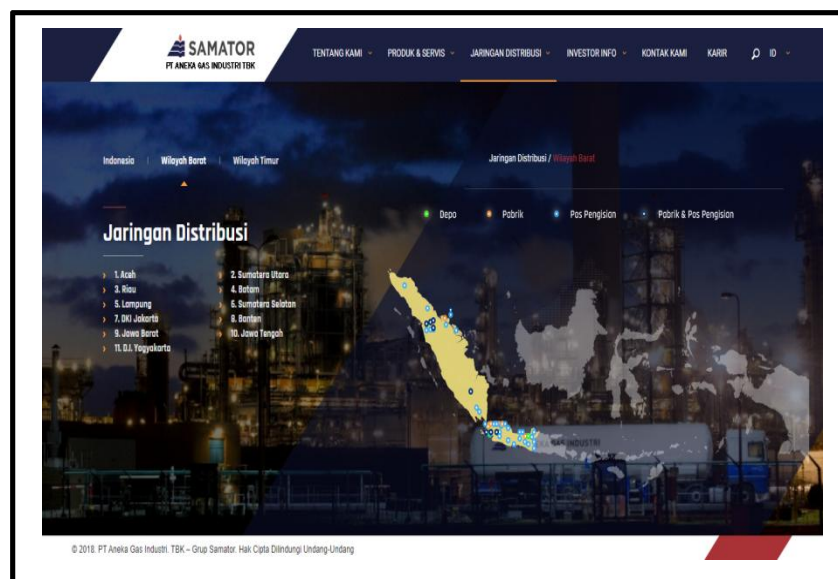 SAMATOR
PT ANEKA GAS INDUSTRI TBK
TENTANG KAMI PRODUK & SERVIS JARINGAN DISTRIBUSI INVESTOR INFO KONTAK KAMI KARIR ID
Indonesia | Wilayah Barat | Wilayah Timur
Jaringan Distribusi / Wilayah Barat
Depo Pabrik Pos Pengisian Pabrik & Pos Pengisian
Jaringan Distribusi
1. Aceh 2. Sumatera Utara
3. Riau 4. Batam
5. Lampung 6. Sumatera Selatan
7. DKI Jakarta 8. Banten
9. Jawa Barat 10. Jawa Tengah
11. D.I. Yogyakarta
GAS INDUSTRI
© 2018. PT Aneka Gas Industri. TBK – Grup Samator. Hak Cipta Dilindungi Undang-Undang